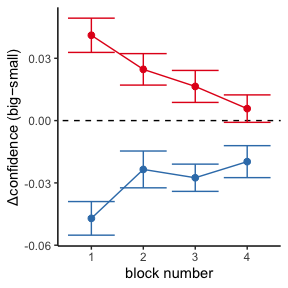 Δconfidence (big−small)
0.03
0.00
-0.03
-0.06
1 2 3 4
block number